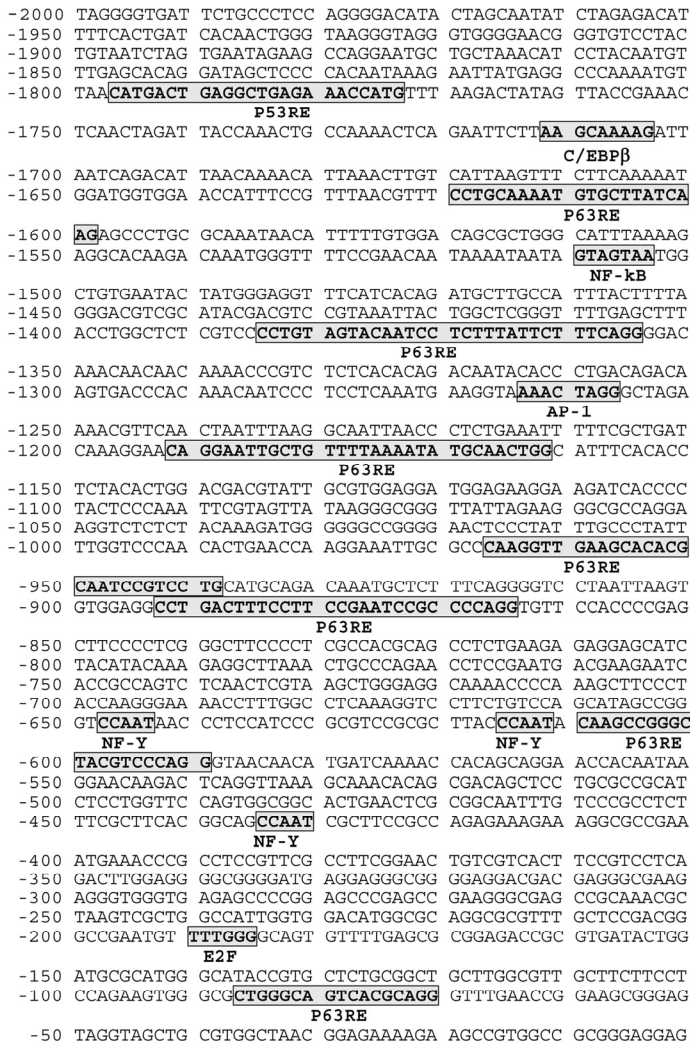 -2000 TAGGGGTGAT TCTGCCCTCC AGGGGACATA CTAGCAATAT CTAGAGACAT
-1950 TTTCACTGAT CACAACTGGG TAAGGGTAGG GTGGGGAACG GGTGTCCTAC
-1900 TGTAATCTAG TGAATAGAAG CCAGGAATGC TGCTAAACAT CCTACAATGT
-1850 TTGAGCACAG GATAGCTCCC CACAATAAAG AATTATGAGG CCCAAAATGT
-1800 TAACATGACT GAGGCTGAGA AACCATGTTT AAGACTATAG TTACCGAAAC
P53RE
-1750 TCAACTAGAT TACCAAACTG CCAAAACTCA GAATTCTTAA GCAAAAGATT
C/EBPβ
-1700 AATCAGACAT TAACAAAACA TTAAACTTGT CATTAAGTTT CTTCAAAAAT
-1650 GGATGGTGGA ACCATTTCCG TTTAACGTTT CCTGCAAAAT GTGCTTATCA
P63RE
-1600 AGAGCCCTGC GCAAATAACA TTTTTGTGGA CAGCGCTGGG CATTTAAAAG
-1550 AGGCACAAGA CAAATGGGTT TTTCCGAACAA TAAAATAATA GTAGTAATGG
NF-kB
-1500 CTGTGAATAC TATGGGAGGT TTCATCACAG ATGCTTGCCA TTTACTTTTA
-1450 GGGACGTCGC ATACGACGTC CGTAAATTAC TGGCTCGGGT TTTGAGCTTT
-1400 ACCTGGCTCT CGTCCCCTGT AGTACAATCC TCTTTATTCT TTCAGGGGAC
P63RE
-1350 AAACAACAAC AAAACCCGTC TCTCACACAG ACAATACACC CTGACAGACA
-1300 AGTGACCCAC AAACAATCCC TCCTCAAATG AAGGTAAAAC TAGGGCTAGA
AP-1
-1250 AAACGTTCAA CTAATTTAAG GCAATTAACC CTCTGAAATT TTTCGCTGAT
-1200 CAAAGGAACA GGAATTGCTG TTTTAAAATA TGCAACTGGC ATTTCACACC
P63RE
-1150 TCTACACTGG ACGACGTATT GCGTGGAGGA TGGAGAAGGA AGATCACCCC
-1100 TACTCCCAAA TTCGTAGTTA TAAGGGCGGG TTATTAGAAG GGCGCCAGGA
-1050 AGGTCTCTCT ACAAAGATGG GGGGCCGGGG AACTCCCTAT TTGCCCTATT
-1000 TTGGTCCCAA CACTGAACCA AGGAAATTGC GCCCAAGGTTG AAGCACACG
P63RE
-950 CAATCCGTCC TGCATGCAGA CAAATGCTCT TTCAGGGGTC CTAATTAAGT
-900 GTGGAGGCCT GACTTTCCTT CCGAATCCGC CCCAGGTGTT CCACCCCGAG
P63RE
-850 CTTCCCCTCG GGCTTCCCCT CGCCACGCAG CCTCTGAAGA GAGGAGCATC
-800 TACATACAAA GAGGCTTAAA CTGCCCAGAA CCTCCGAATG ACGAAGAATC
-750 ACCGCCAGTC TCAACTCGTA AGCTGGGAGG CAAAACCCCA AAGCTTCCCT
-700 ACCAAGGGAA AACCTTTGGC CTCAAAGGTC CTTCTGTCCA GCATAGCCGG
-650 GTCCAATAAC CCTCCATCCC GCGTCCGCGC TTACCCAATA CAAGCCGGGC
NF-Y NF-Y P63RE
-600 TACGTCCCAG GGTAACAACA TGATCAAAAC CACAGCAGGA ACCACAATAA
-550 GGAACAAGAC TCAGGTTAAA GCAAACACAG CGACAGCTCC TGCGCCGCAT
-500 CTCCTGGTTC CAGTGGCGGC ACTGAACTCG CGGCAATTTG TCCCGCCTCT
-450 TTCGCTTCAC GGCAGCCAAT CGCTTCCGCC AGAGAAAGAA AGGCGCCGAA
NF-Y
-400 ATGAAACCCG CCTCCGTTCG CCTTCGGAAC TGTCGTCACT TCCGTCCTCA
-350 GACTTGGAGG GGCGGGGATG AGGAGGGCGG GGAGGACGAC GAGGGCGAAG
-300 AGGGTGGGTG AGAGCCCCGG AGCCCGAGCC GAAGGGCGAG CCGCAAACGC
-250 TAAGTCGCTG GCCATTGGTG GACATGGCGC AGGCGCGTTT GCTCCGACGG
-200 GCCGAATGT TTTGGGGCAGT GTTTTGAGCG CGGAGACCGC GTGATACTGG
E2F
-150 ATGCGCATGG GCATACCGTG CTCTGCGGCT GCTTGGCGTT GCTTCTTCCT
-100 CCAGAAGTGG GCGCTGGGCA GTCACGCAGG GTTTGAACCG GAAGCGGGAG
P63RE
-50 TAGGTAGCTG CGTGGCTAAC GGAGAAAAGA AGCCGTGGCC GCGGGAGGAG